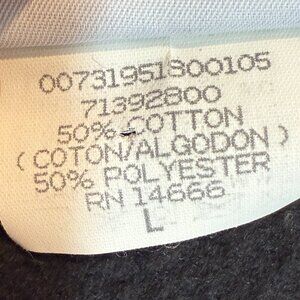 00731951800105
71392800
50% COTTON
(COTON/ALGODON)
50% POLYESTER
RN 14666
L